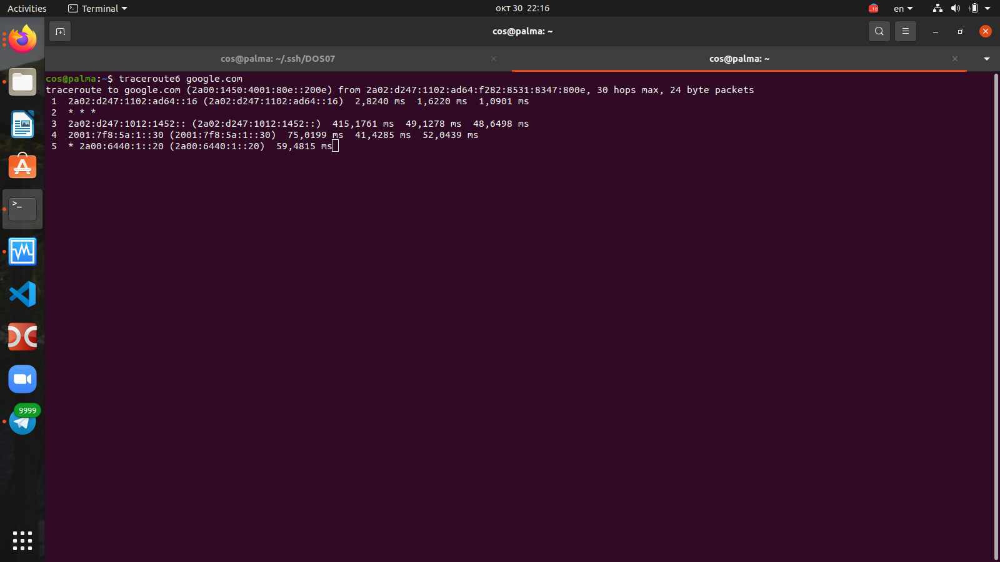 Activities Terminal окт 30 22:16 en
cos@palma: ~
cos@palma: ~/.ssh/DOS07 cos@palma: ~
cos@palma:~$ traceroute6 google.com
traceroute to google.com (2a00:1450:4001:80e::200e) from 2a02:d247:1102:ad64:f282:8531:8347:800e, 30 hops max, 24 byte packets
1 2a02:d247:1102:ad64::16 (2a02:d247:1102:ad64::16) 2,8240 ms 1,6220 ms 1,0901 ms
2 * * *
3 2a02:d247:1012:1452:: (2a02:d247:1012:1452::) 415,1761 ms 49,1278 ms 48,6498 ms
4 2001:7f8:5a:1::30 (2001:7f8:5a:1::30) 75,0199 ms 41,4285 ms 52,0439 ms
5 * 2a00:6440:1::20 (2a00:6440:1::20) 59,4815 ms
>_
9999